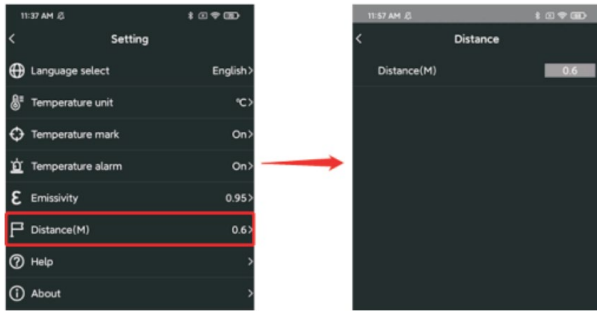 11:37 AM
Setting
Language select English
Temperature unit °C
Temperature mark On
Temperature alarm On
ε Emissivity 0.95
Distance(M) 0.6
Help
About
11:57 AM
Distance
Distance(M) 0.6